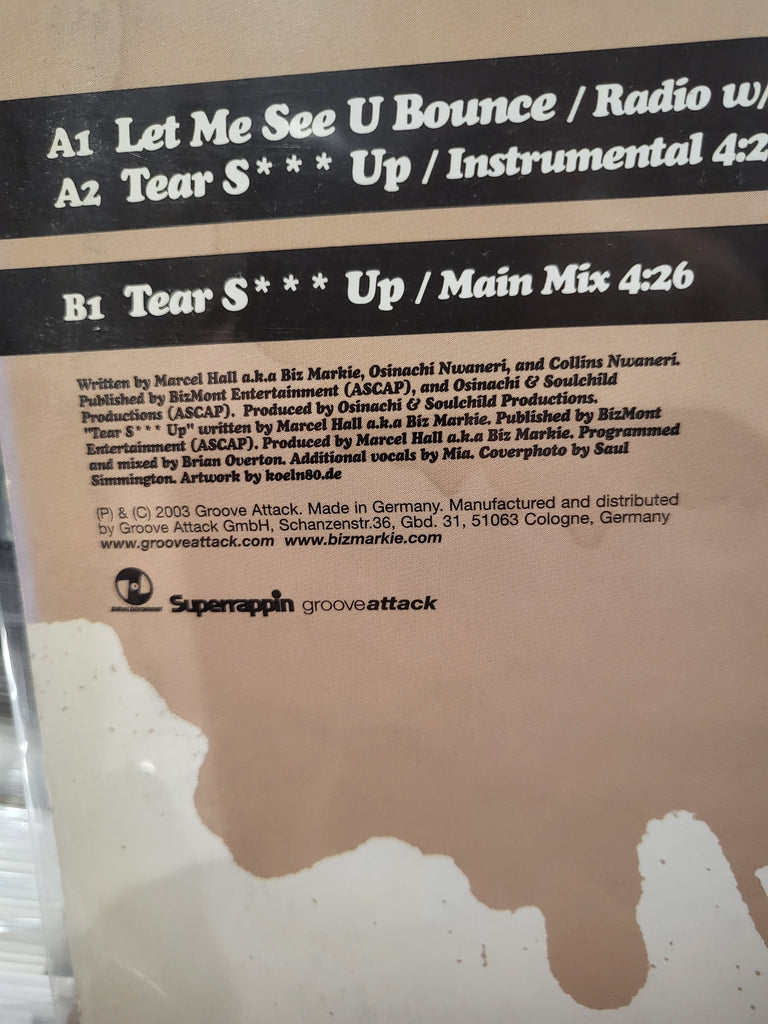 A1 Let Me See U Bounce / Radio w/
A2 Tear S*** Up / Instrumental 4:2
B1 Tear S*** Up / Main Mix 4:26
Written by Marcel Hall a.k.a Biz Markie, Osinachi Nwaneri, and Collins Nwaneri.
Published by BizMont Entertainment (ASCAP), and Osinachi & Soulchild
Productions (ASCAP). Produced by Osinachi & Soulchild Productions.
"Tear S*** Up" written by Marcel Hall a.k.a Biz Markie. Published by BizMont
Entertainment (ASCAP). Produced by Marcel Hall a.k.a Biz Markie. Programmed
and mixed by Brian Overton. Additional vocals by Mia. Coverphoto by Saul
Simmington. Artwork by koeln80.de
(P) & (C) 2003 Groove Attack. Made in Germany. Manufactured and distributed
by Groove Attack GmbH, Schanzenstr.36, Gbd. 31, 51063 Cologne, Germany
www.grooveattack.com www.bizmarkie.com
Superrappin grooveattack